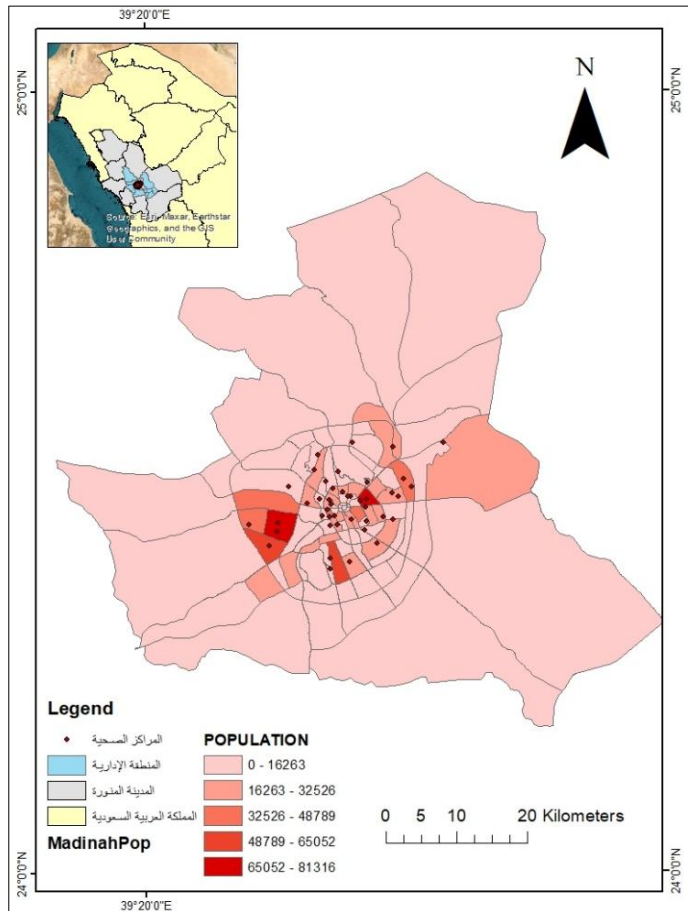 39°20'0"E
25°0'0"N
25°0'0"N
N
Source: Esri, Maxar, Earthstar
Geographics, and the GIS
User Community
Legend
المراكز الصحية
المنطقة الإدارية
المدينة المنورة
المملكة العربية السعودية
MadinahPop
POPULATION
0 - 16263
16263 - 32526
32526 - 48789
48789 - 65052
65052 - 81316
0 5 10 20 Kilometers
24°0'0"N
24°0'0"N
39°20'0"E